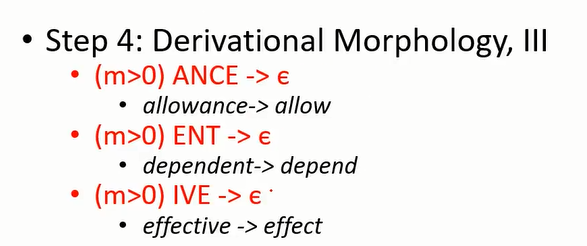 • Step 4: Derivational Morphology, III
• (m>0) ANCE -> ϵ
• allowance-> allow
• (m>0) ENT -> ϵ
• dependent-> depend
• (m>0) IVE -> ϵ
• effective -> effect